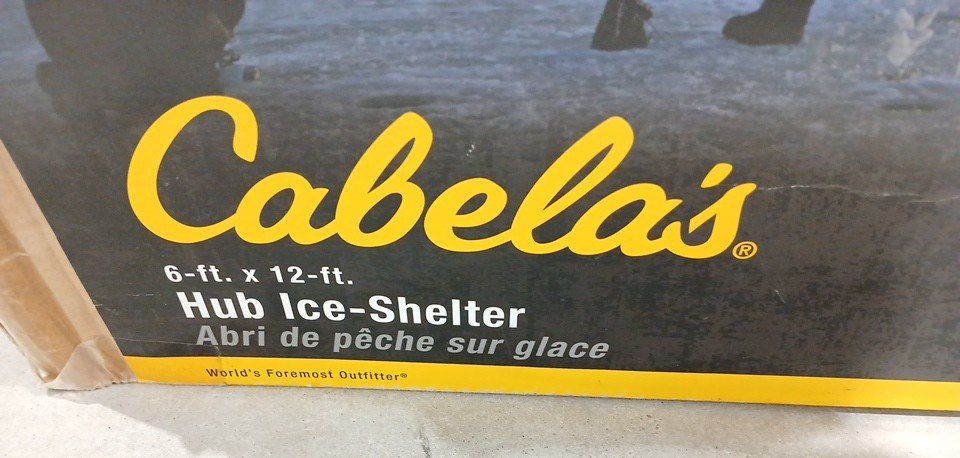 Cabela's®
6-ft. x 12-ft.
Hub Ice-Shelter
Abri de pêche sur glace
World's Foremost Outfitter®